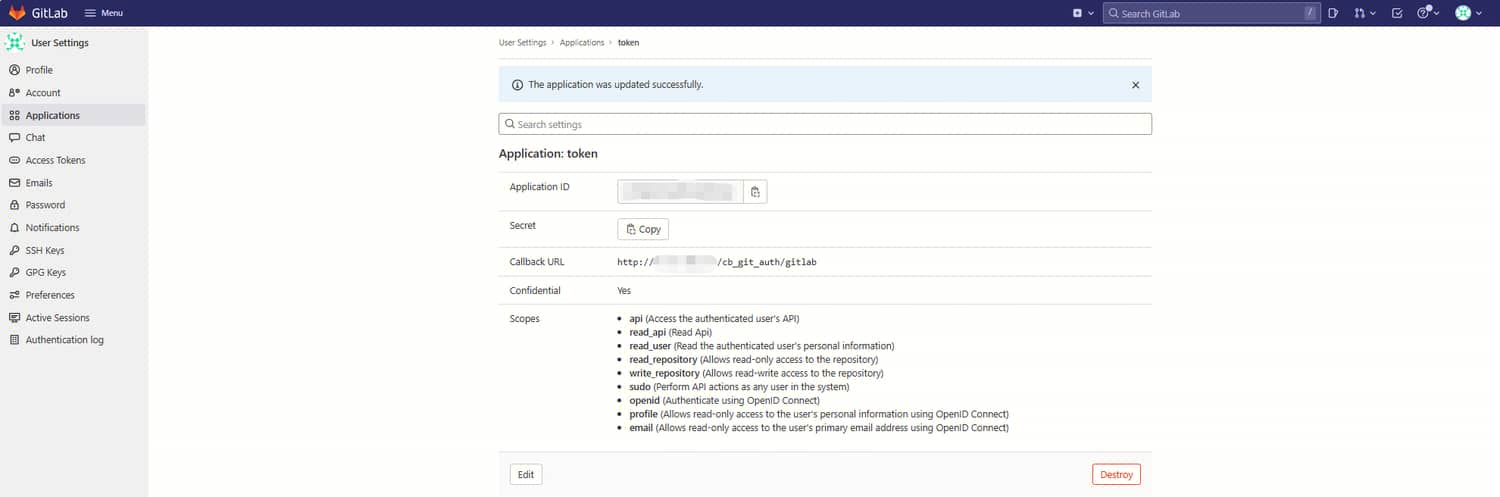 GitLab Menu Search GitLab /
User Settings
Profile
Account
Applications
Chat
Access Tokens
Emails
Password
Notifications
SSH Keys
GPG Keys
Preferences
Active Sessions
Authentication log
User Settings › Applications › token
The application was updated successfully.
Search settings
Application: token
Application ID
Secret Copy
Callback URL http:// /cb_git_auth/gitlab
Confidential Yes
Scopes
• api (Access the authenticated user's API)
• read_api (Read Api)
• read_user (Read the authenticated user's personal information)
• read_repository (Allows read-only access to the repository)
• write_repository (Allows read-write access to the repository)
• sudo (Perform API actions as any user in the system)
• openid (Authenticate using OpenID Connect)
• profile (Allows read-only access to the user's personal information using OpenID Connect)
• email (Allows read-only access to the user's primary email address using OpenID Connect)
Edit Destroy